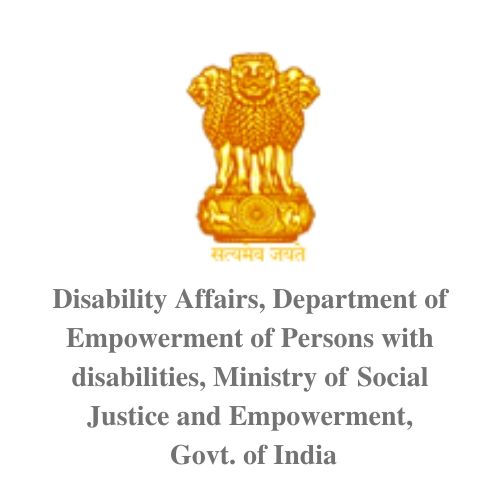 सत्यमेव जयते
Disability Affairs, Department of
Empowerment of Persons with
disabilities, Ministry of Social
Justice and Empowerment,
Govt. of India